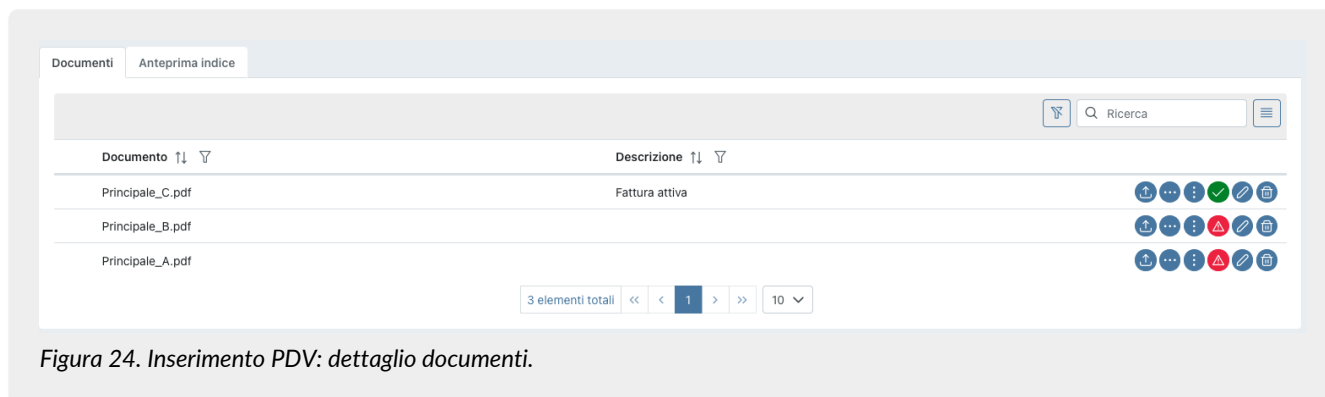 Documenti Anteprima indice
Ricerca
Documento Descrizione
Principale_C.pdf Fattura attiva
Principale_B.pdf
Principale_A.pdf
3 elementi totali « ‹ 1 › » 10
Figura 24. Inserimento PDV: dettaglio documenti.